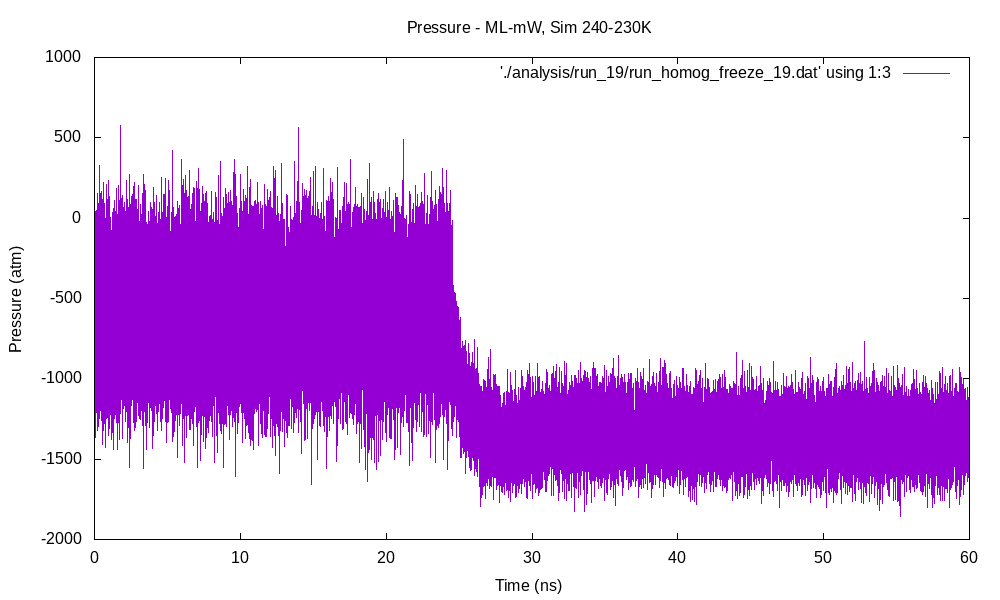 Pressure - ML-mW, Sim 240-230K
'./analysis/run_19/run_homog_freeze_19.dat' using 1:3
1000
500
0
-500
-1000
-1500
-2000
Pressure (atm)
0 10 20 30 40 50 60
Time (ns)